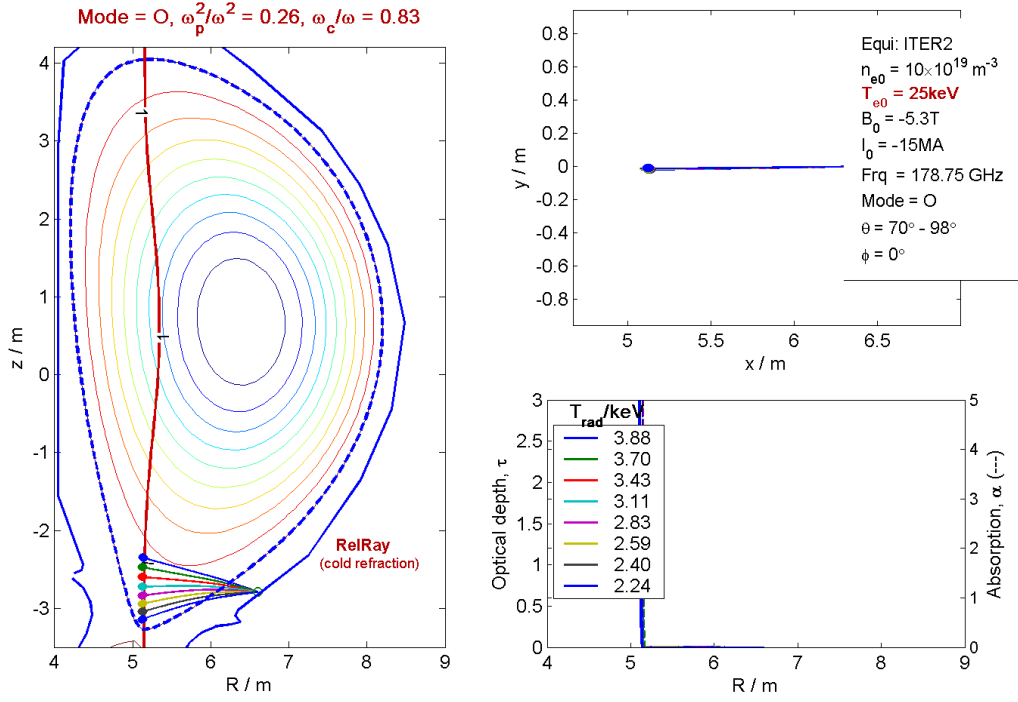 Mode = O, ω_p^2/ω^2 = 0.26, ω_c/ω = 0.83
4
3
2
1
0
-1
-2
-3
z / m
1
1
RelRay
(cold refraction)
4 5 6 7 8 9
R / m
0.8
0.6
0.4
0.2
0
-0.2
-0.4
-0.6
-0.8
y / m
5 5.5 6 6.5
x / m
Equi: ITER2
n_e0 = 10×10^19 m^-3
T_e0 = 25keV
B_0 = -5.3T
I_0 = -15MA
Frq = 178.75 GHz
Mode = O
θ = 70° - 98°
ϕ = 0°
3
2.5
2
1.5
1
0.5
0
Optical depth, τ
T_rad/keV
3.88
3.70
3.43
3.11
2.83
2.59
2.40
2.24
5
4
3
2
1
0
Absorption, α (---)
4 5 6 7 8 9
R / m